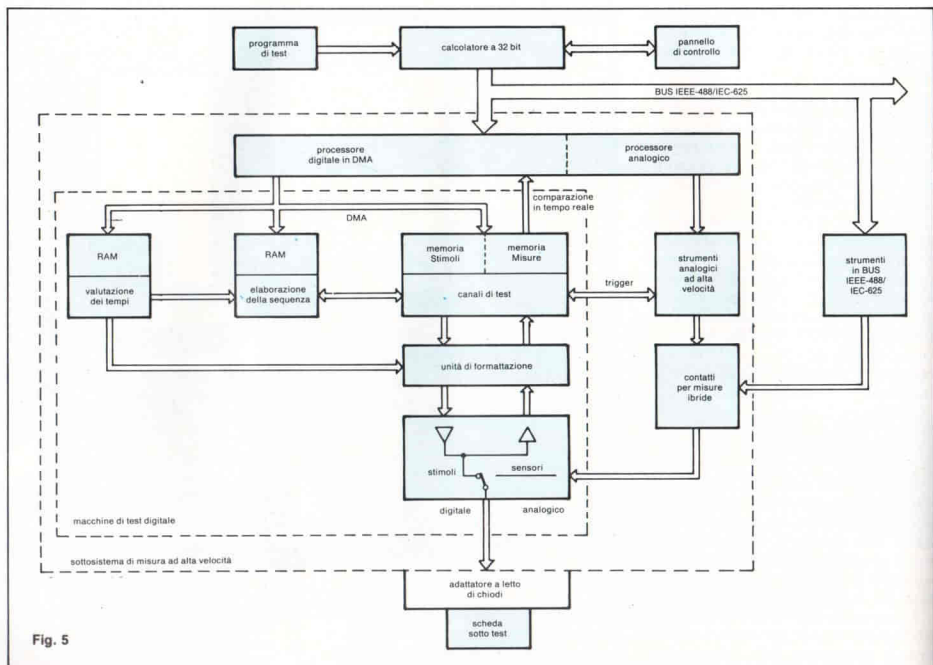 programma
di test
calcolatore a 32 bit
pannello
di controllo
BUS IEEE-488/IEC-625
processore
digitale in DMA
processore
analogico
comparazione
in tempo reale
DMA
RAM
valutazione
dei tempi
RAM
elaborazione
della sequenza
memoria
Stimoli
memoria
Misure
canali di test
trigger
strumenti
analogici
ad alta
velocità
strumenti
in BUS
IEEE-488/
IEC-625
unità di formattazione
contatti
per misure
ibride
stimoli
sensori
digitale
analogico
macchine di test digitale
sottosistema di misura ad alta velocità
adattatore a letto
di chiodi
scheda
sotto test
Fig. 5